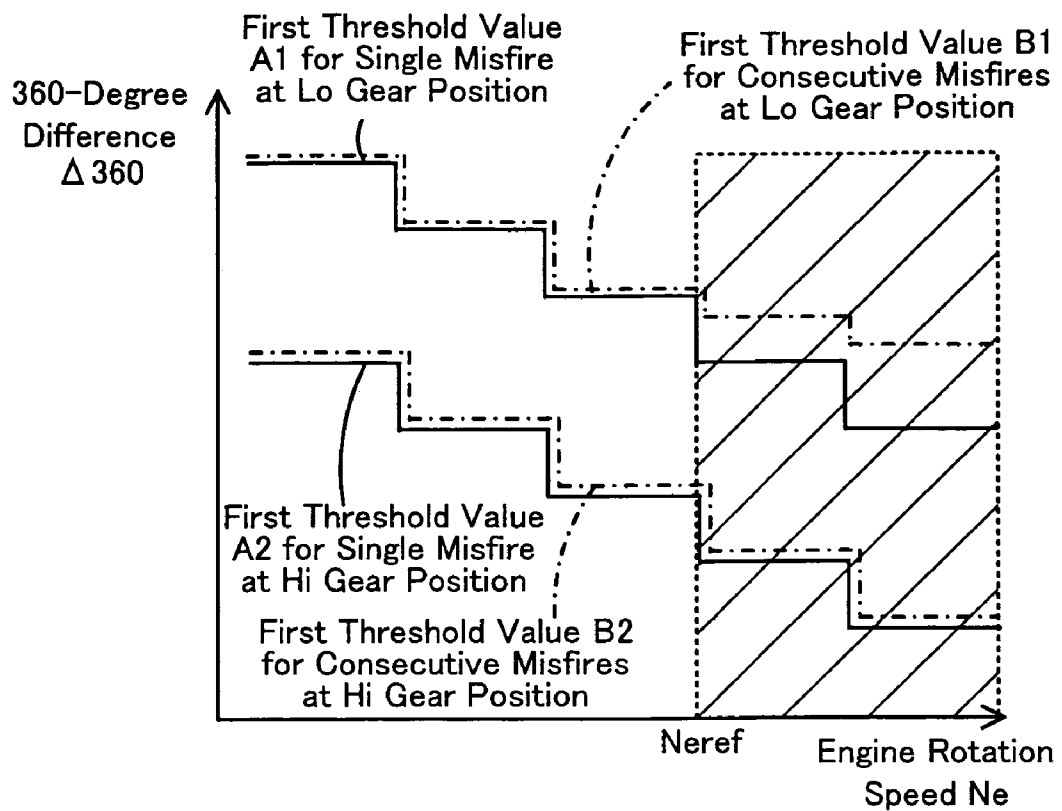 First Threshold Value
A1 for Single Misfire
at Lo Gear Position
First Threshold Value B1
for Consecutive Misfires
at Lo Gear Position
360-Degree
Difference
Δ 360
First Threshold Value
A2 for Single Misfire
at Hi Gear Position
First Threshold Value B2
for Consecutive Misfires
at Hi Gear Position
Neref
Engine Rotation
Speed Ne